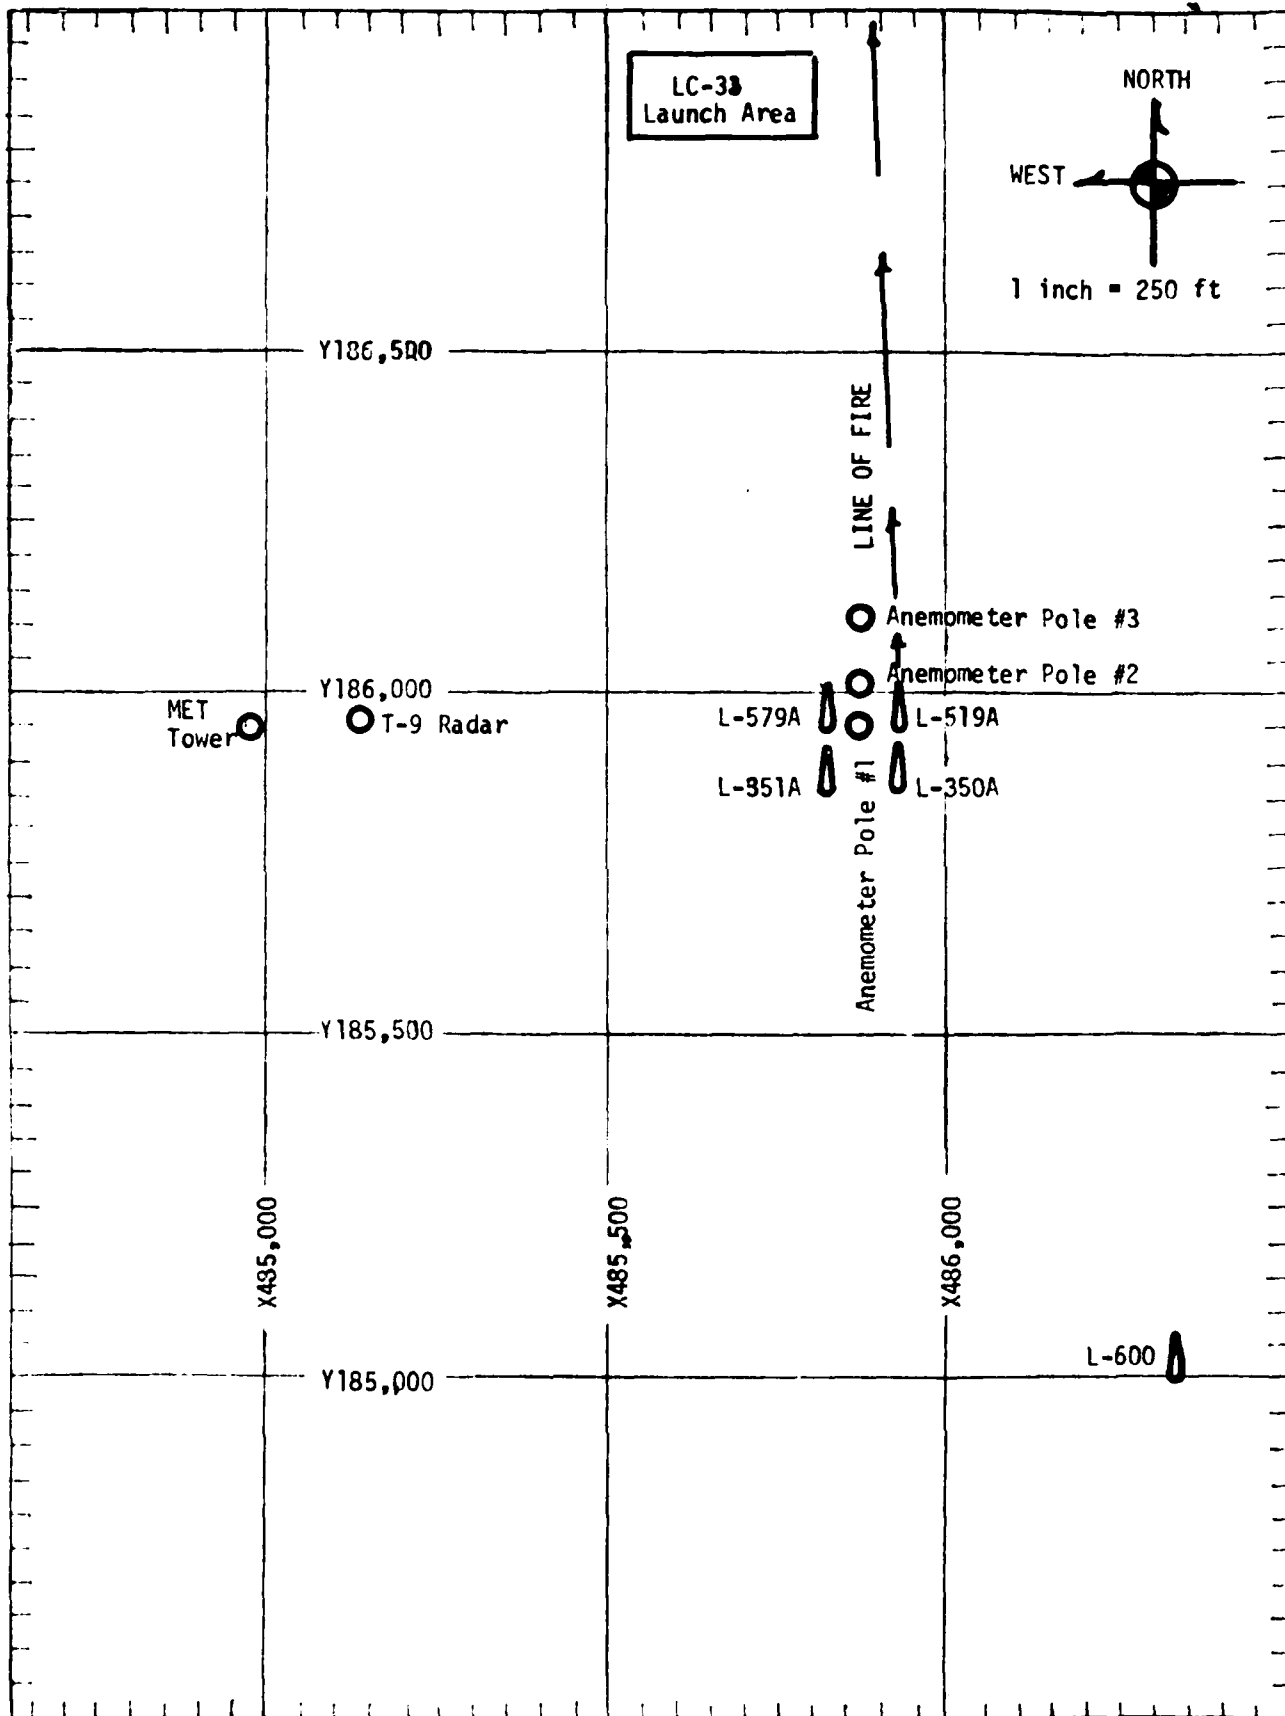 LC-33
Launch Area
NORTH
WEST
1 inch = 250 ft
Y186,500
LINE OF FIRE
Anemometer Pole #3
Y186,000
Anemometer Pole #2
MET
Tower
T-9 Radar
L-579A
L-519A
L-351A
L-350A
Anemometer Pole #1
Y185,500
X485,000
X485,500
X486,000
L-600
Y185,000